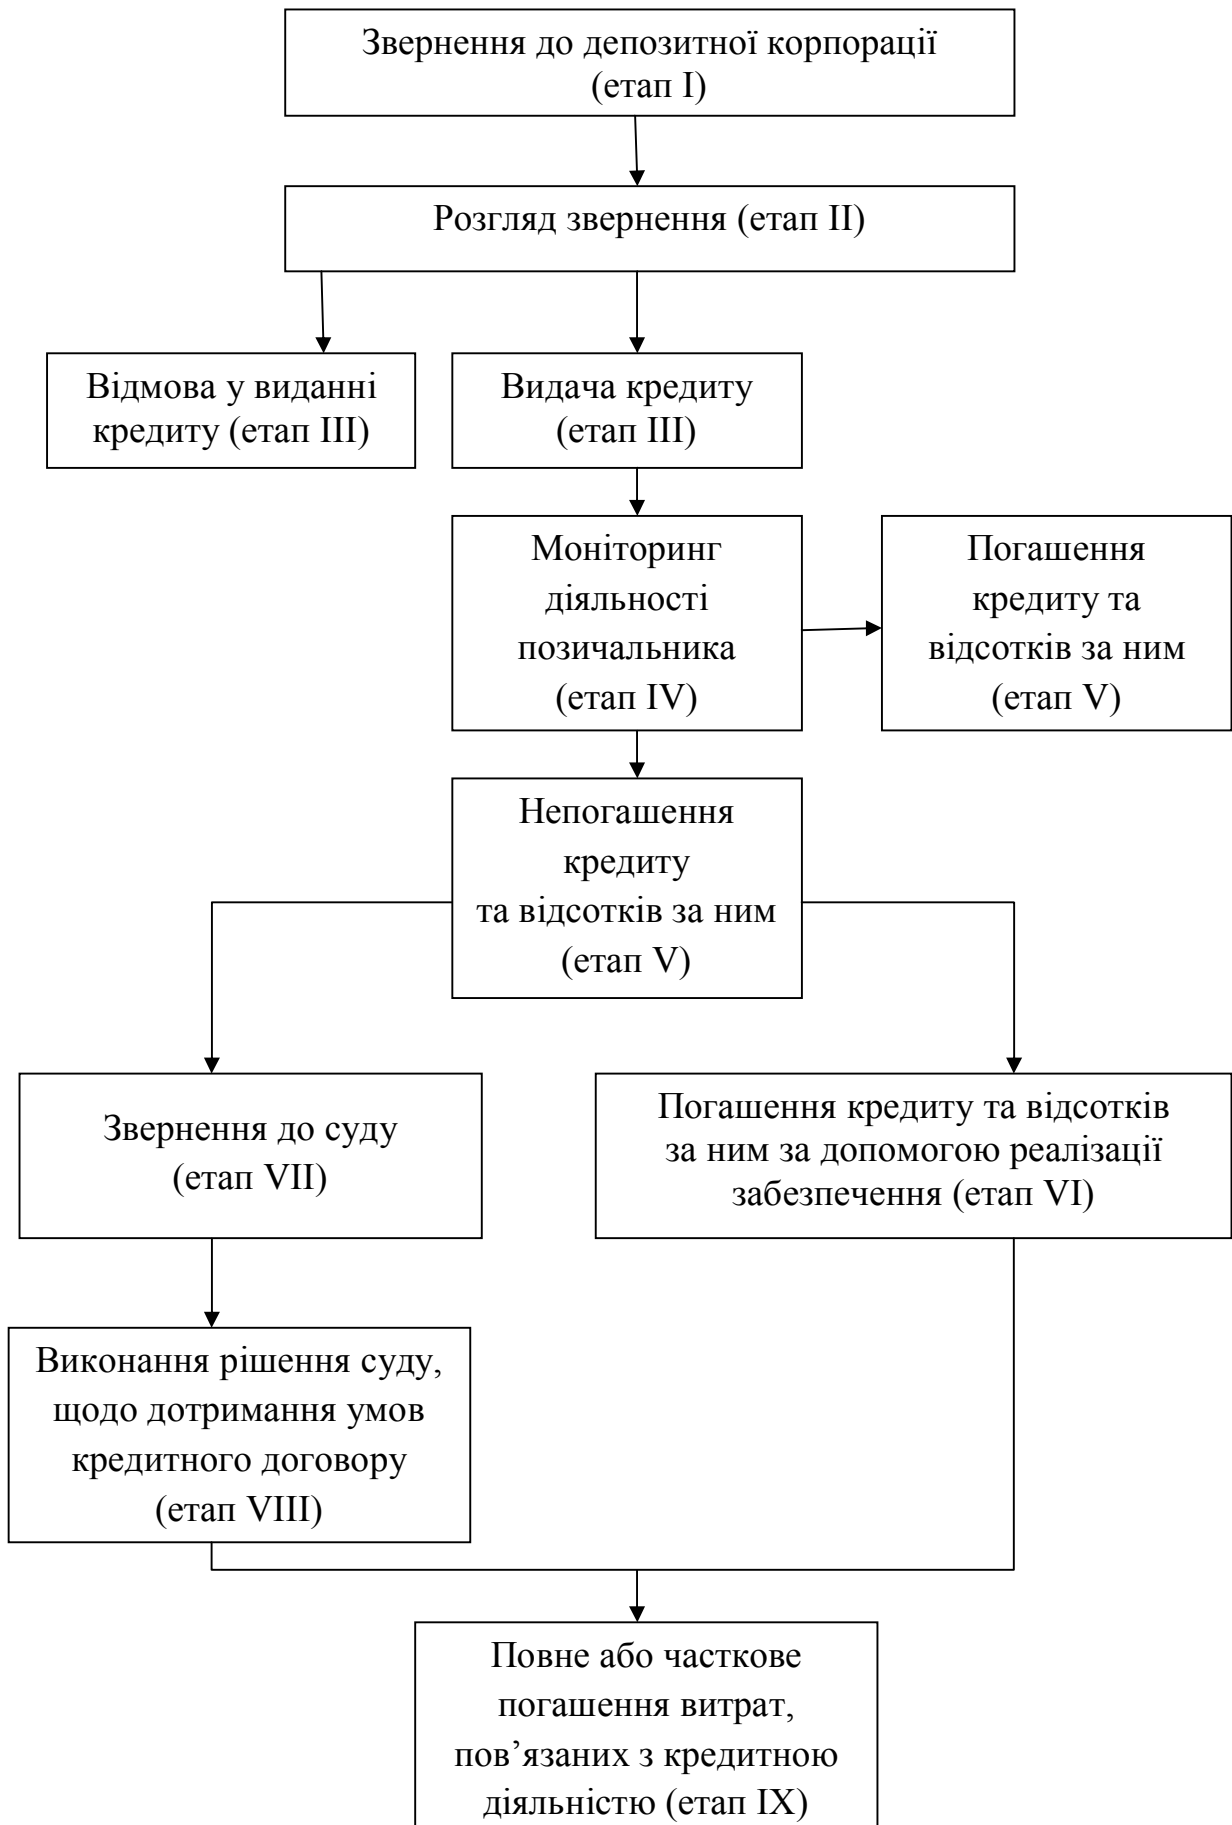 Звернення до депозитної корпорації
(етап I)
Розгляд звернення (етап II)
Відмова у виданні
кредиту (етап III)
Видача кредиту
(етап III)
Моніторинг
діяльності
позичальника
(етап IV)
Погашення
кредиту та
відсотків за ним
(етап V)
Непогашення
кредиту
та відсотків за ним
(етап V)
Звернення до суду
(етап VII)
Погашення кредиту та відсотків
за ним за допомогою реалізації
забезпечення (етап VI)
Виконання рішення суду,
щодо дотримання умов
кредитного договору
(етап VIII)
Повне або часткове
погашення витрат,
пов’язаних з кредитною
діяльністю (етап IX)